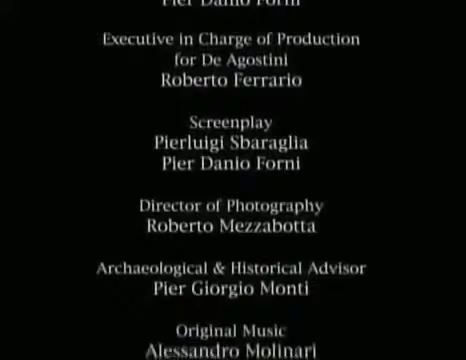 Pier Danio Forni
Executive in Charge of Production
for De Agostini
Roberto Ferrario
Screenplay
Pierluigi Sbaraglia
Pier Danio Forni
Director of Photography
Roberto Mezzabotta
Archaeological & Historical Advisor
Pier Giorgio Monti
Original Music
Alessandro Molinari